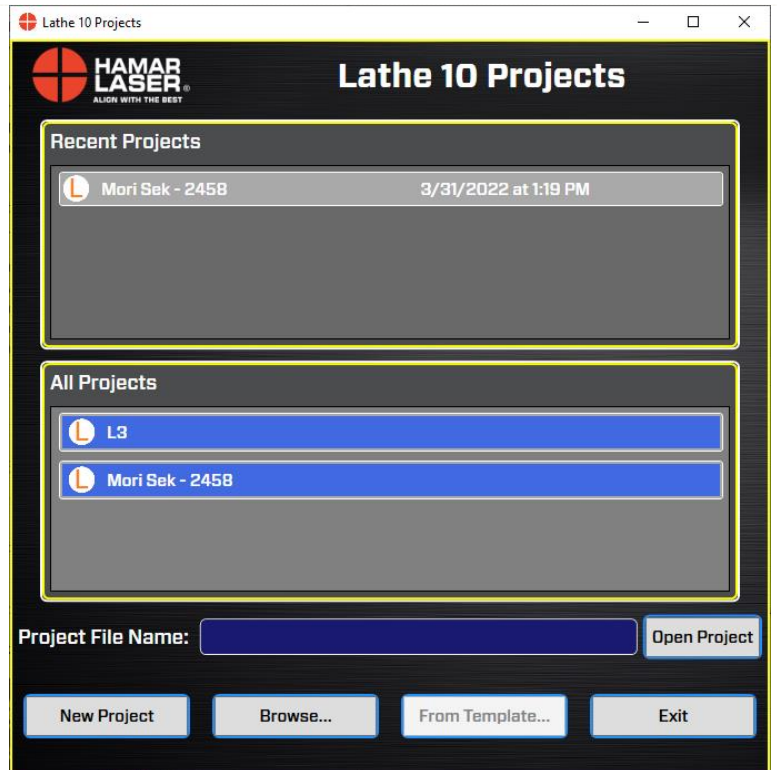 Lathe 10 Projects
HAMAR
LASER®
ALIGN WITH THE BEST
Lathe 10 Projects
Recent Projects
L Mori Sek - 2458 3/31/2022 at 1:19 PM
All Projects
L L3
L Mori Sek - 2458
Project File Name: Open Project
New Project Browse... From Template... Exit